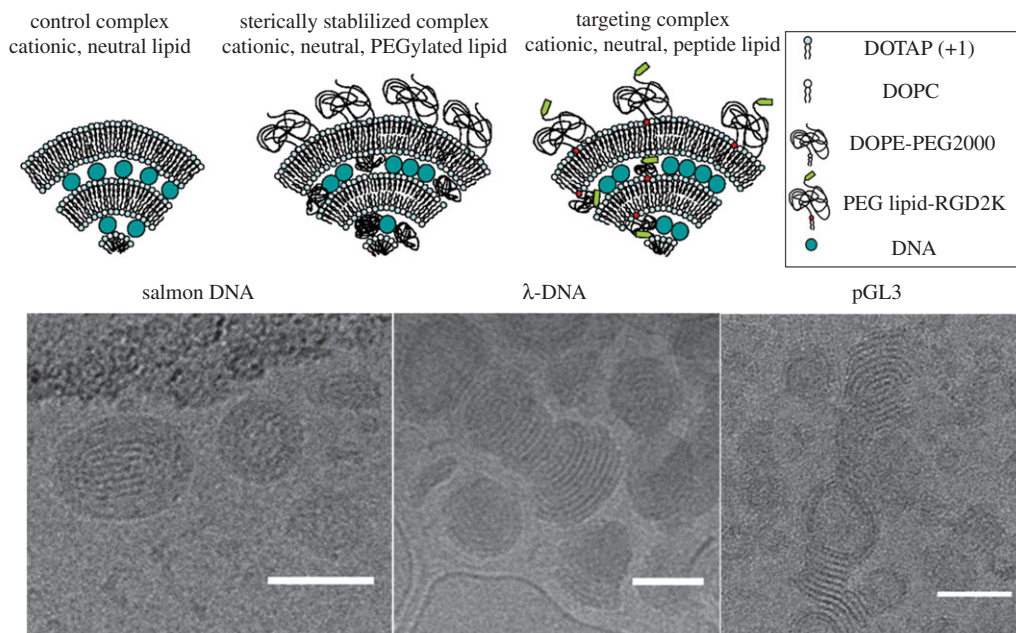 control complex
cationic, neutral lipid
sterically stablilized complex
cationic, neutral, PEGylated lipid
targeting complex
cationic, neutral, peptide lipid
DOTAP (+1)
DOPC
DOPE-PEG2000
PEG lipid-RGD2K
DNA
salmon DNA
λ-DNA
pGL3